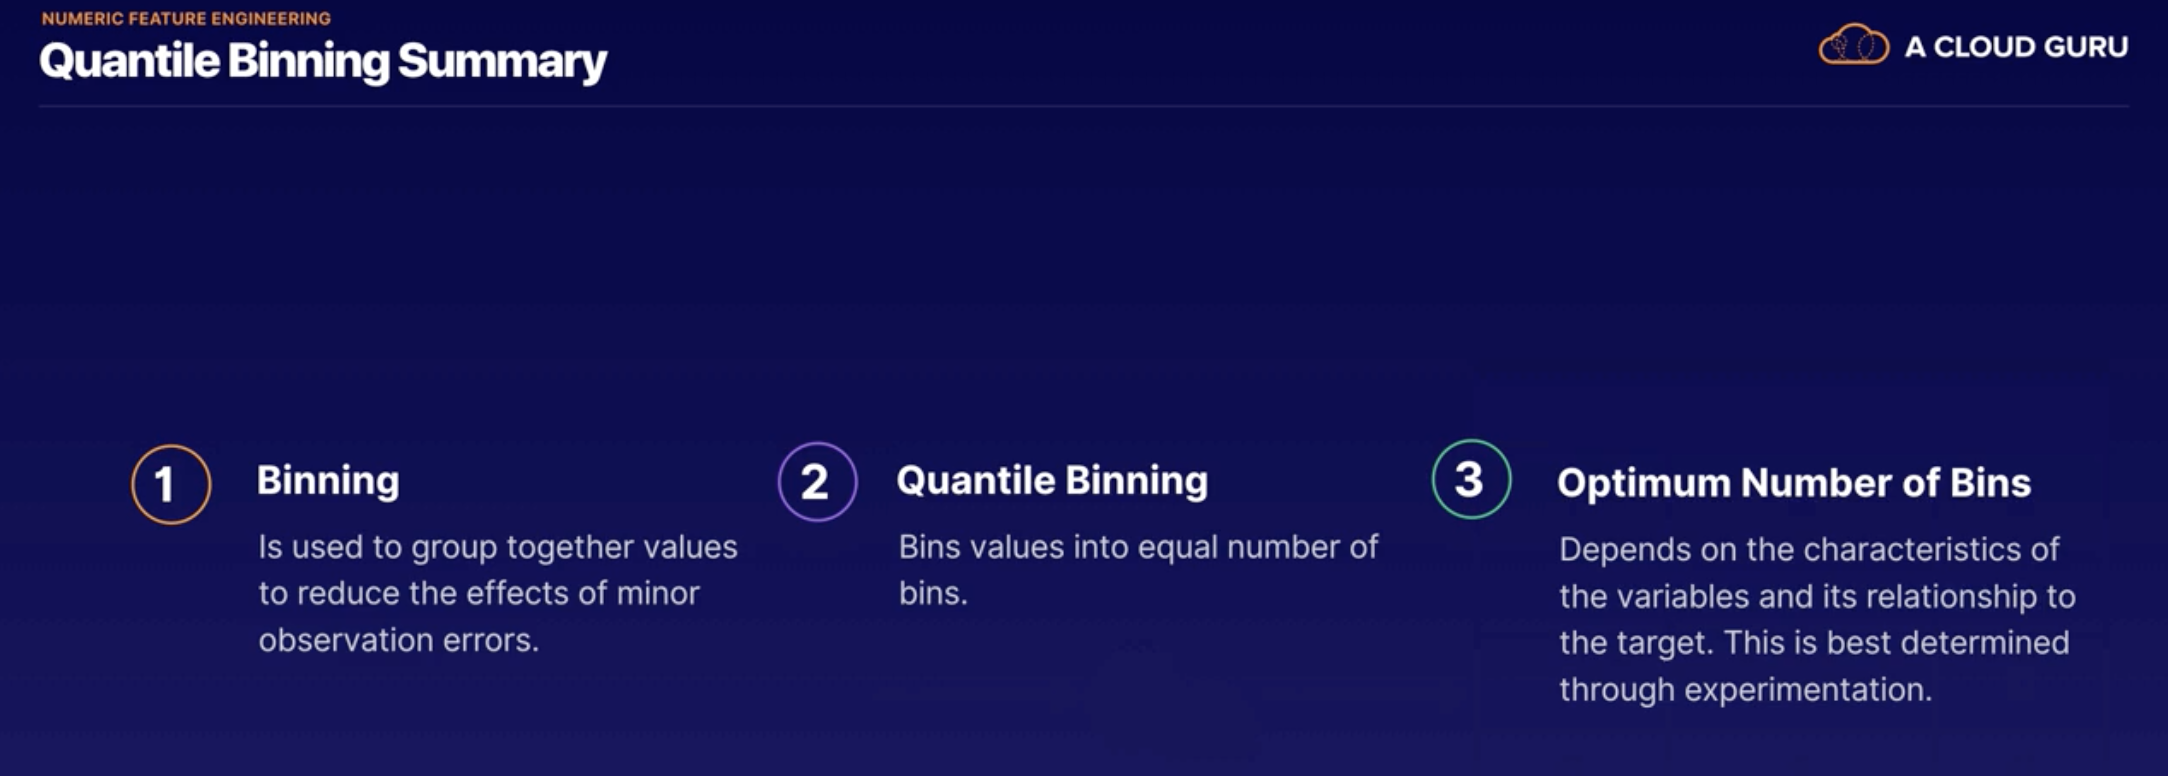 NUMERIC FEATURE ENGINEERING
Quantile Binning Summary
A CLOUD GURU
1
Binning
Is used to group together values
to reduce the effects of minor
observation errors.
2
Quantile Binning
Bins values into equal number of
bins.
3
Optimum Number of Bins
Depends on the characteristics of
the variables and its relationship to
the target. This is best determined
through experimentation.